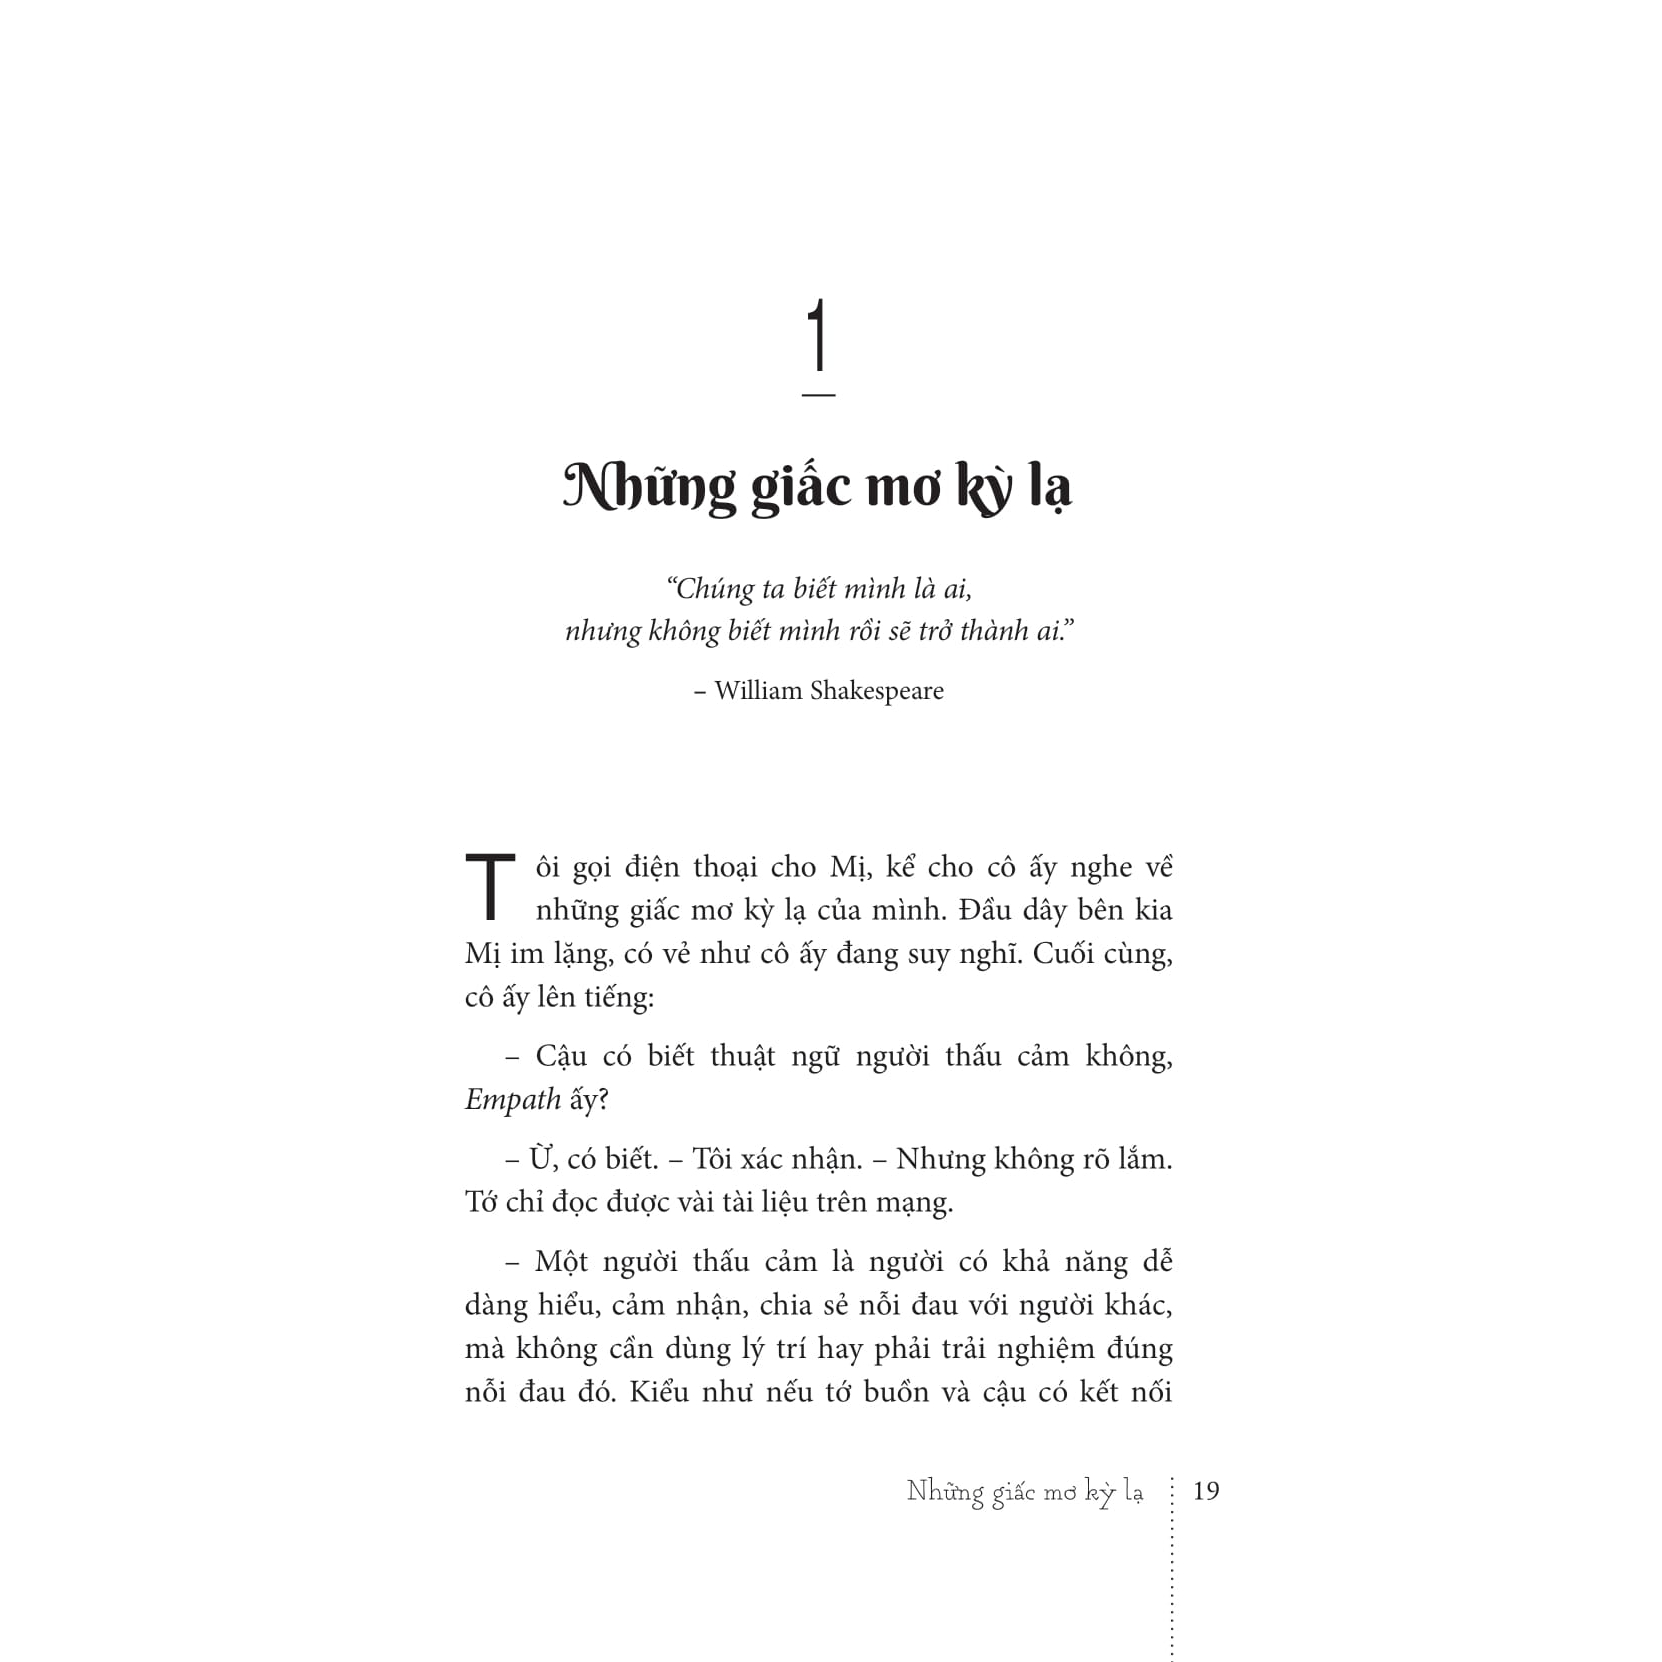 1
Những giấc mơ kỳ lạ
“Chúng ta biết mình là ai,
nhưng không biết mình rồi sẽ trở thành ai.”
– William Shakespeare
Tôi gọi điện thoại cho Mị, kể cho cô ấy nghe về
những giấc mơ kỳ lạ của mình. Đầu dây bên kia
Mị im lặng, có vẻ như cô ấy đang suy nghĩ. Cuối cùng,
cô ấy lên tiếng:
– Cậu có biết thuật ngữ người thấu cảm không,
Empath ấy?
– Ừ, có biết. – Tôi xác nhận. – Nhưng không rõ lắm.
Tớ chỉ đọc được vài tài liệu trên mạng.
– Một người thấu cảm là người có khả năng dễ
dàng hiểu, cảm nhận, chia sẻ nỗi đau với người khác,
mà không cần dùng lý trí hay phải trải nghiệm đúng
nỗi đau đó. Kiểu như nếu tớ buồn và cậu có kết nối
Những giấc mơ kỳ lạ 19